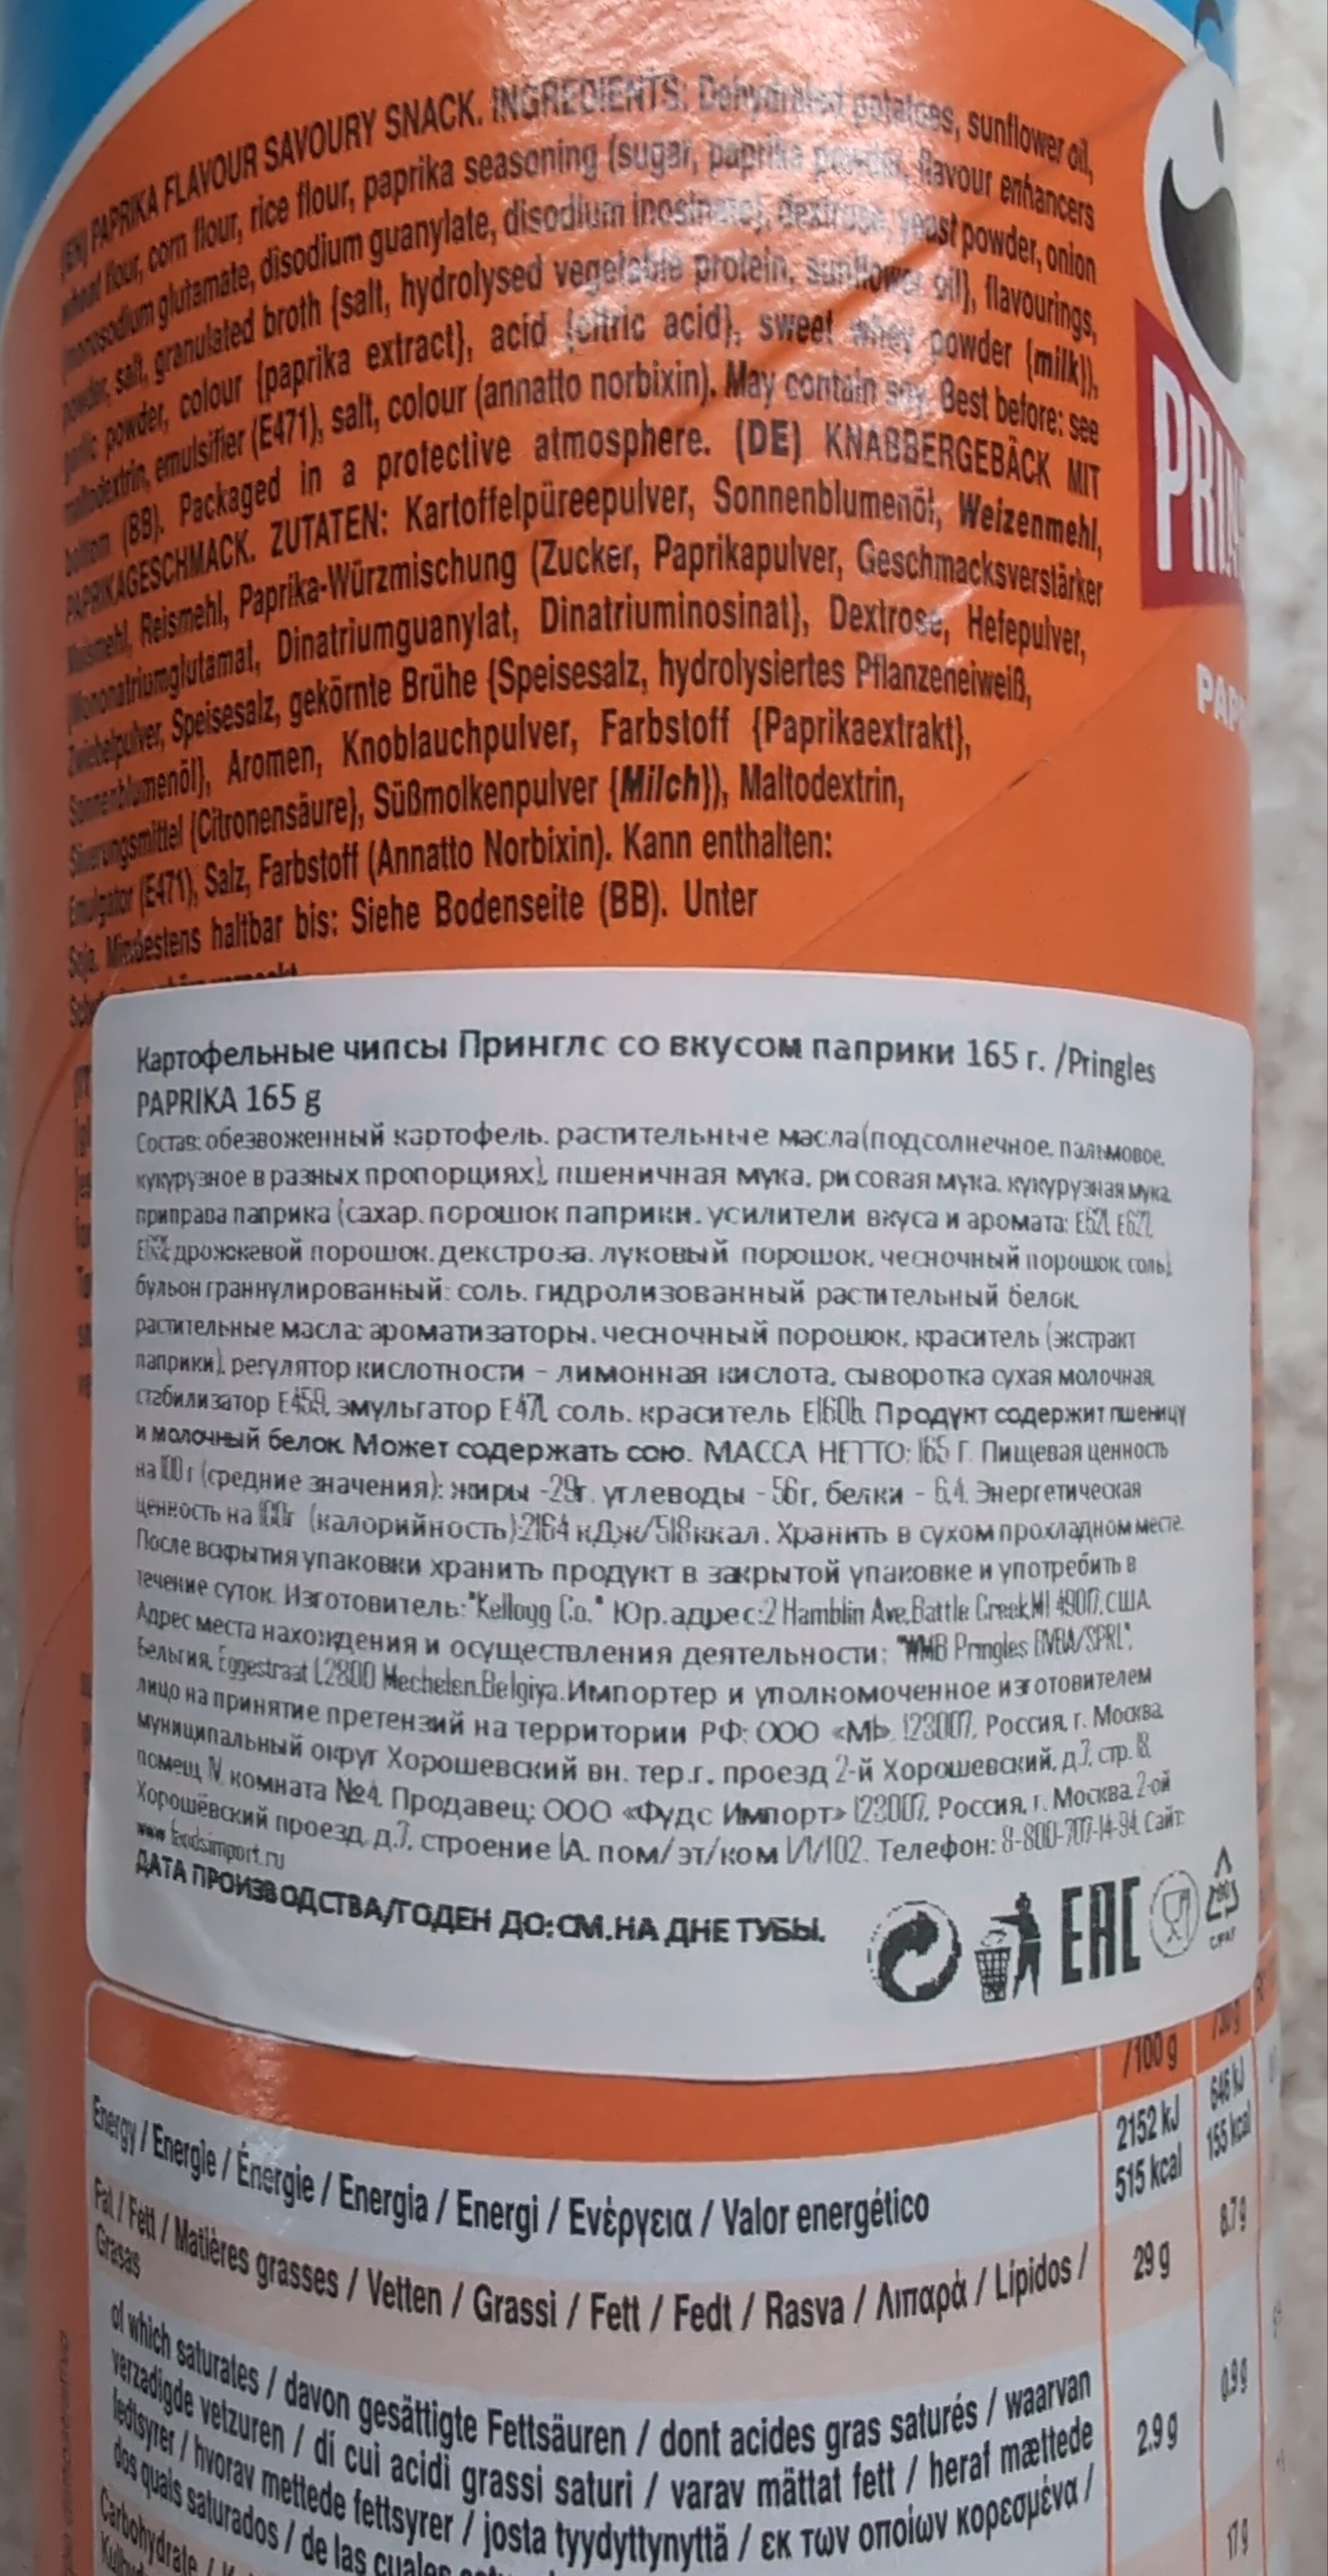 (EN) PAPRIKA FLAVOUR SAVOURY SNACK. INGREDIENTS: Dehydrated potatoes, sunflower oil,
wheat flour, corn flour, rice flour, paprika seasoning (sugar, paprika powder, flavour enhancers
{monosodium glutamate, disodium guanylate, disodium inosinate}, dextrose, yeast powder, onion
powder, salt, granulated broth {salt, hydrolysed vegetable protein, sunflower oil}, flavourings,
garlic powder, colour {paprika extract}, acid {citric acid}, sweet whey powder {milk}),
maltodextrin, emulsifier (E471), salt, colour (annatto norbixin). May contain soy. Best before: see
bottom (BB). Packaged in a protective atmosphere. (DE) KNABBERGEBÄCK MIT
PAPRIKAGESCHMACK. ZUTATEN: Kartoffelpüreepulver, Sonnenblumenöl, Weizenmehl,
Maismehl, Reismehl, Paprika-Würzmischung (Zucker, Paprikapulver, Geschmacksverstärker
{Mononatriumglutamat, Dinatriumguanylat, Dinatriuminosinat}, Dextrose, Hefepulver,
Zwiebelpulver, Speisesalz, gekörnte Brühe {Speisesalz, hydrolysiertes Pflanzeneiweiß,
Sonnenblumenöl}, Aromen, Knoblauchpulver, Farbstoff {Paprikaextrakt},
Säuerungsmittel {Citronensäure}, Süßmolkenpulver {Milch}), Maltodextrin,
Emulgator (E471), Salz, Farbstoff (Annatto Norbixin). Kann enthalten:
Soja. Mindestens haltbar bis: Siehe Bodenseite (BB). Unter
PRIN
PAP
Картофельные чипсы Принглс со вкусом паприки 165 г. /Pringles
PAPRIKA 165 g
Состав: обезвоженный картофель, растительные масла(подсолнечное, пальмовое,
кукурузное в разных пропорциях), пшеничная мука, рисовая мука, кукурузная мука,
приправа паприка (сахар, порошок паприки, усилители вкуса и аромата: E621, E627,
дрожжевой порошок, декстроза, луковый порошок, чесночный порошок, соль),
бульон граннулированный: соль, гидролизованный растительный белок,
растительные масла; ароматизаторы, чесночный порошок, краситель (экстракт
паприки), регулятор кислотности – лимонная кислота, сыворотка сухая молочная,
стабилизатор E459, эмульгатор E471, соль, краситель E160b. Продукт содержит пшеницу
и молочный белок. Может содержать сою. МАССА НЕТТО: 165 Г. Пищевая ценность
на 100 г (средние значения): жиры -29г, углеводы - 56г, белки - 6,4. Энергетическая
ценность на 100г (калорийность):2164 кДж/518ккал. Хранить в сухом прохладном месте.
После вскрытия упаковки хранить продукт в закрытой упаковке и употребить в
течение суток. Изготовитель:"Kellogg Co." Юр.адрес:2 Hamblin Ave,Battle Creek,MI 49017,США.
Адрес места нахождения и осуществления деятельности: "WMB Pringles BVBA/SPRL",
Бельгия, Eggestraat 1,2800 Mechelen.Belgiya.Импортер и уполномоченное изготовителем
лицо на принятие претензий на территории РФ: ООО «МЬ», 123007, Россия, г. Москва,
муниципальный округ Хорошевский вн. тер.г., проезд 2-й Хорошевский, д.7, стр. 18,
помещ. IV комната №4. Продавец: ООО «Фудс Импорт» 123007, Россия, г. Москва, 2-ой
Хорошёвский проезд, д.7, строение 1А, пом/эт/ком I/1/102. Телефон: 8-800-707-14-94. Сайт:
www.foodsimport.ru
ДАТА ПРОИЗВОДСТВА/ГОДЕН ДО: СМ.НА ДНЕ ТУБЫ.
EAC
C/PAP
/100 g /30 g
Energy / Energie / Énergie / Energia / Energi / Ενέργεια / Valor energético 2152 kJ 646 kJ
515 kcal 155 kcal
Fat / Fett / Matières grasses / Vetten / Grassi / Fett / Fedt / Rasva / Λιπαρά / Lípidos / 29 g 8.7 g
Grasas
of which saturates / davon gesättigte Fettsäuren / dont acides gras saturés / waarvan
verzadigde vetzuren / di cui acidi grassi saturi / varav mättat fett / heraf mættede 2.9 g 0.9 g
fedtsyrer / hvorav mettede fettsyrer / josta tyydyttynyttä / εκ των οποίων κορεσμένα /
dos quais saturados / de las cuales
Carbohydrate / 17 g